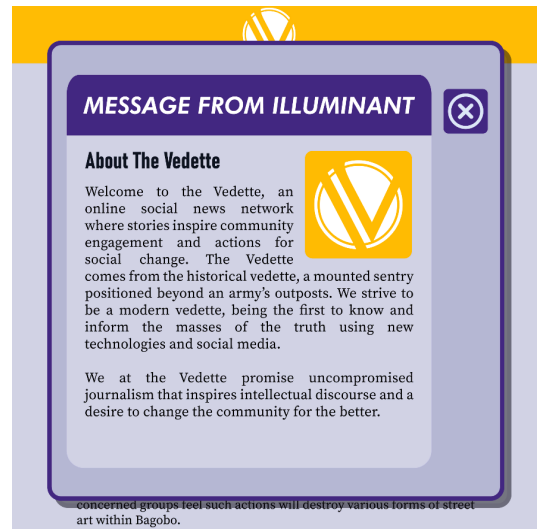 MESSAGE FROM ILLUMINANT
About The Vedette
Welcome to the Vedette, an
online social news network
where stories inspire community
engagement and actions for
social change. The Vedette
comes from the historical vedette, a mounted sentry
positioned beyond an army's outposts. We strive to
be a modern vedette, being the first to know and
inform the masses of the truth using new
technologies and social media.
We at the Vedette promise uncompromised
journalism that inspires intellectual discourse and a
desire to change the community for the better.
concerned groups feel such actions will destroy various forms of street
art within Bagobo.